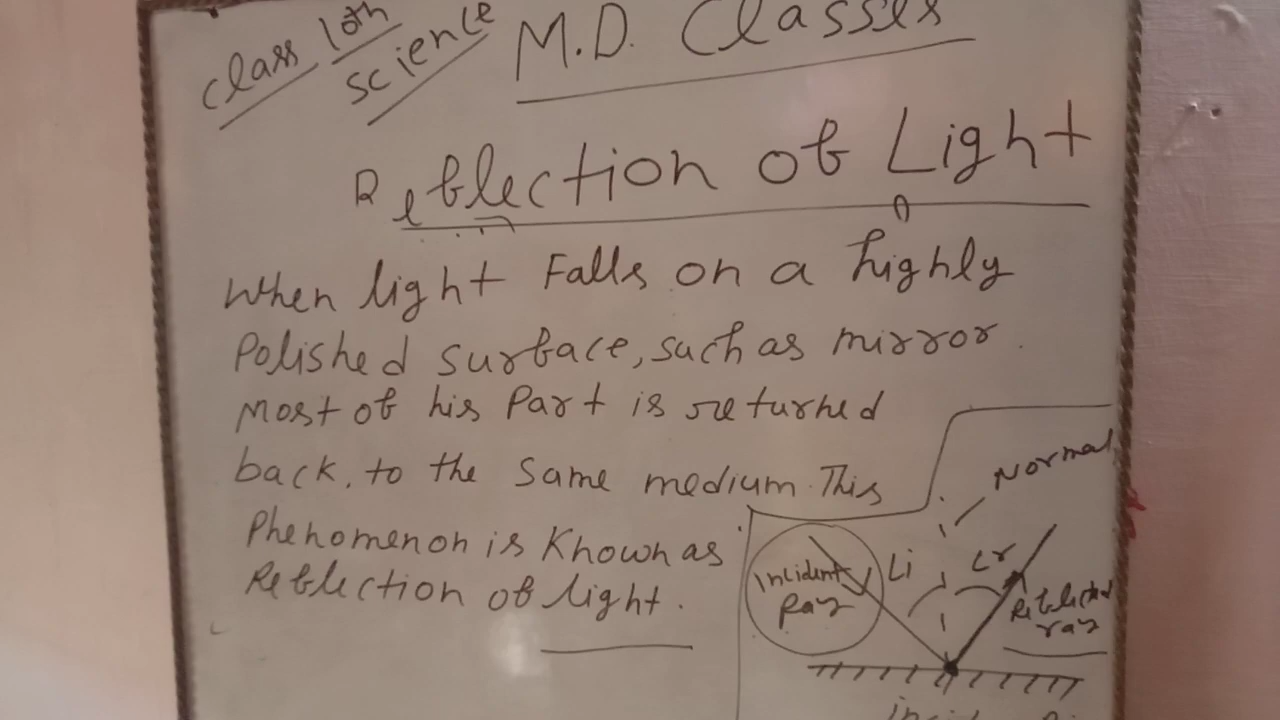 Class 10th
Science
M.D. Classes
Reflection of Light
When light Falls on a highly
Polished surface, such as mirror.
Most of his Part is returned
back. to the same medium. This
Phenomenon is Known as
Reflection of light.
Normal
Incident
Ray
Li
Lr
Reflected
ray